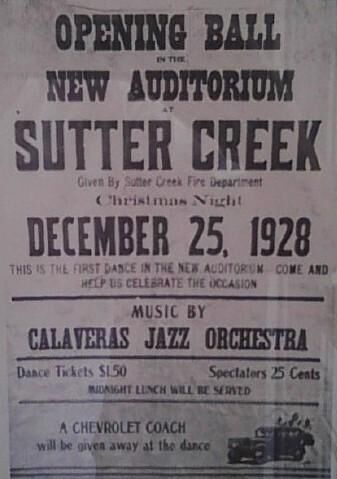 OPENING BALL
IN THE
NEW AUDITORIUM
AT
SUTTER CREEK
Given By Sutter Creek Fire Department
Christmas Night
DECEMBER 25, 1928
THIS IS THE FIRST DANCE IN THE NEW AUDITORIUM COME AND
HELP US CELEBRATE THE OCCASION
MUSIC BY
CALAVERAS JAZZ ORCHESTRA
Dance Tickets $1.50 Spectators 25 Cents
MIDNIGHT LUNCH WILL BE SERVED
A CHEVROLET COACH
will be given away at the dance